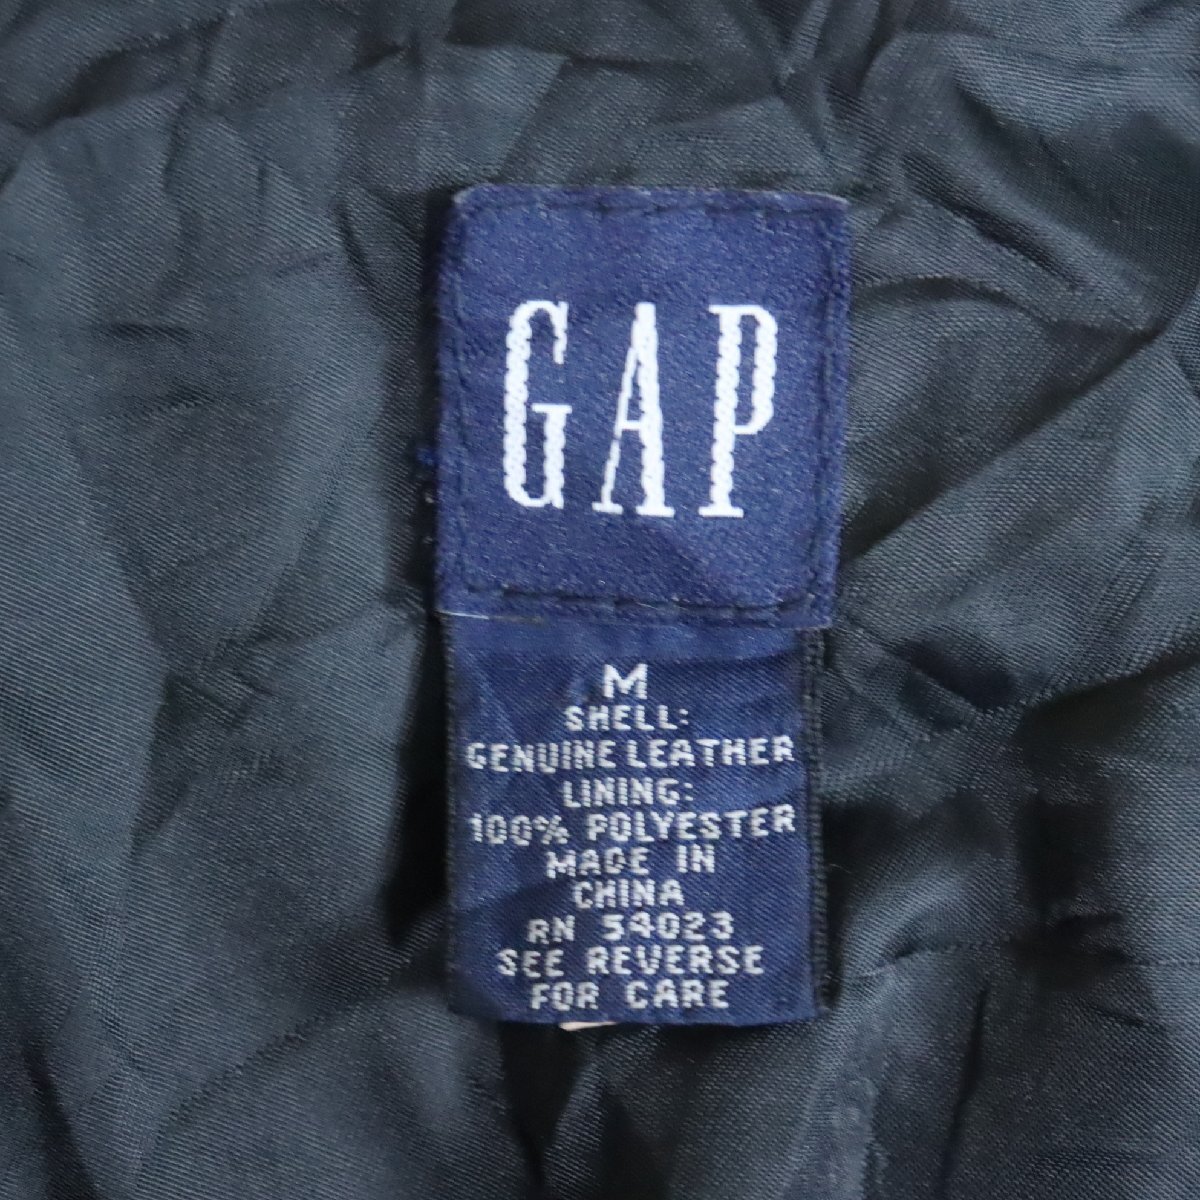 GAP
M
SHELL:
GENUINE LEATHER
LINING:
100% POLYESTER
MADE IN
CHINA
RN 54023
SEE REVERSE
FOR CARE